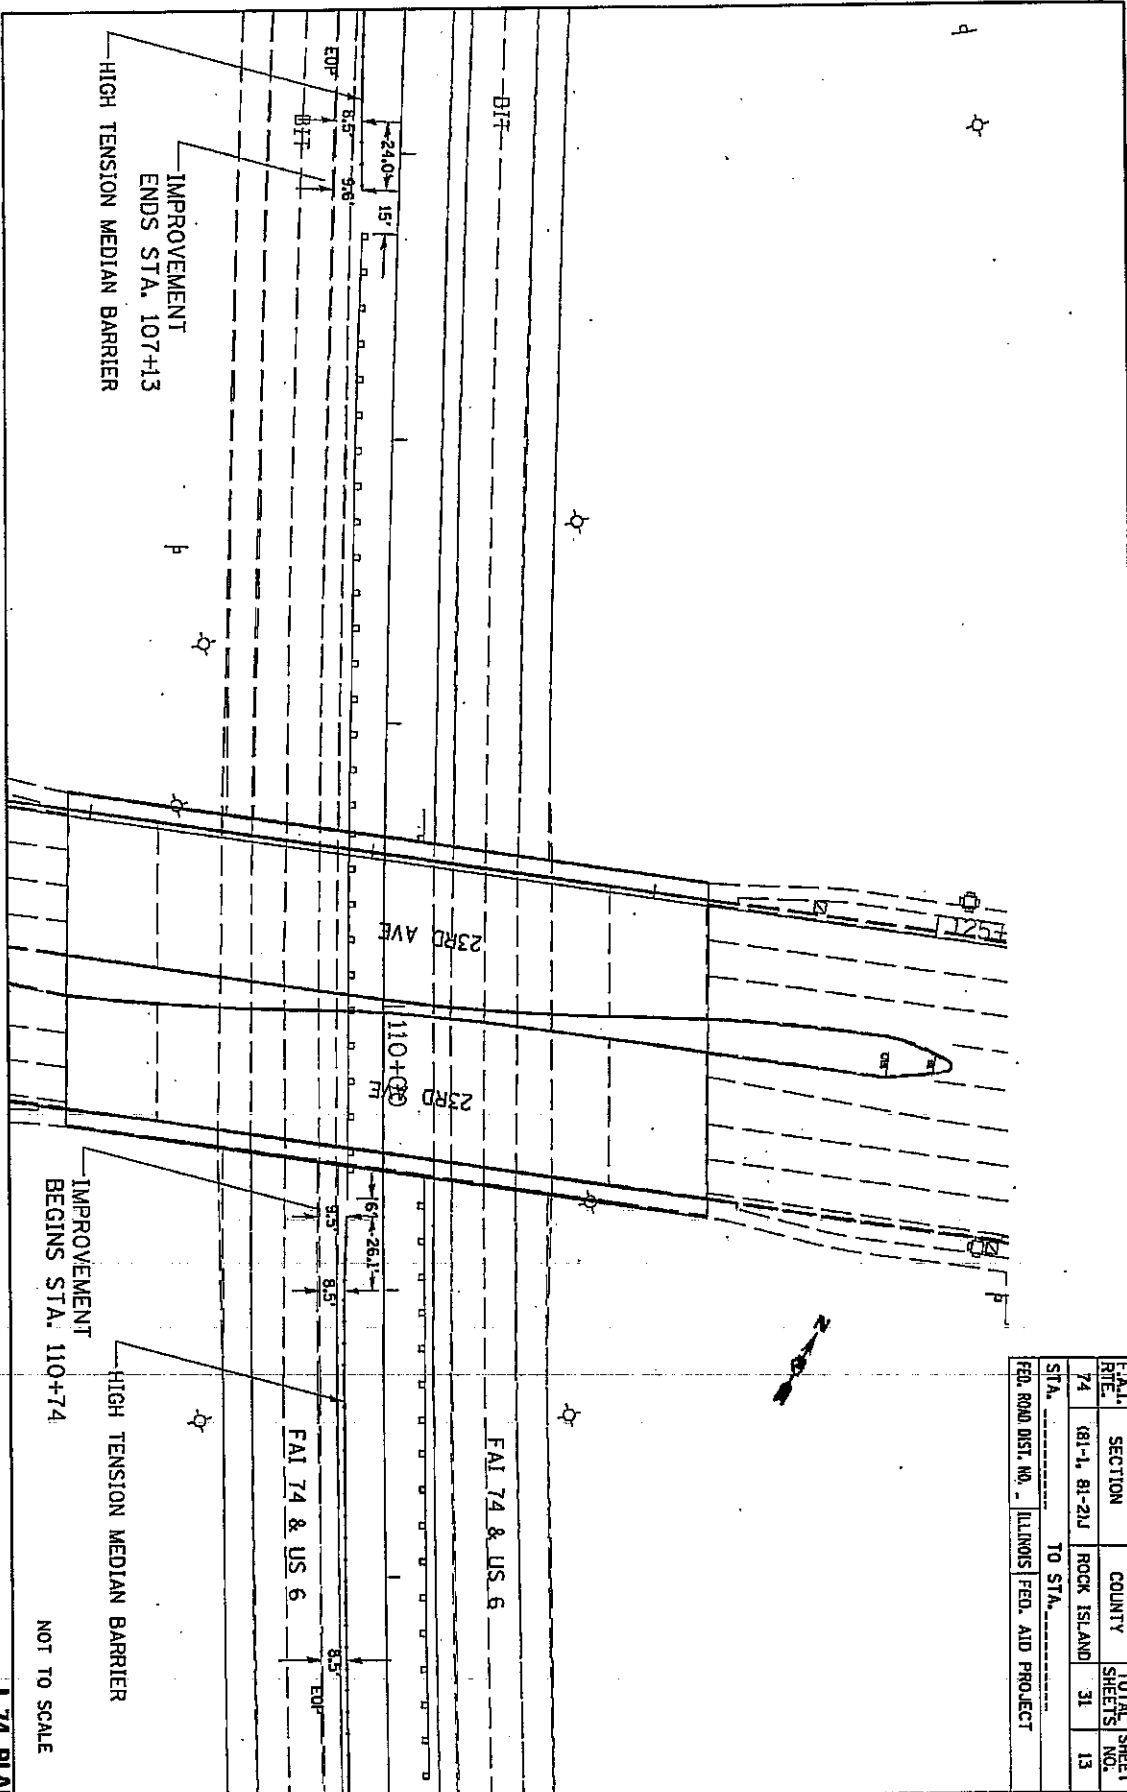 F.A.I. RTE.
SECTION
COUNTY
TOTAL SHEETS
SHEET NO.
74
(81-1, 81-2)J
ROCK ISLAND
31
13
STA. TO STA.
FED. ROAD DIST. NO. _
ILLINOIS
FED. AID PROJECT
HIGH TENSION MEDIAN BARRIER
IMPROVEMENT
ENDS STA. 107+13
EOP
BIT
8.5'
9.6'
24.0'
15'
BIT
23RD AVE
23RD
110+00
125+
IMPROVEMENT
BEGINS STA. 110+74
HIGH TENSION MEDIAN BARRIER
9.5'
6'
26.1'
8.5'
FAI 74 & US 6
FAI 74 & US 6
8.5'
EOP
N
NOT TO SCALE